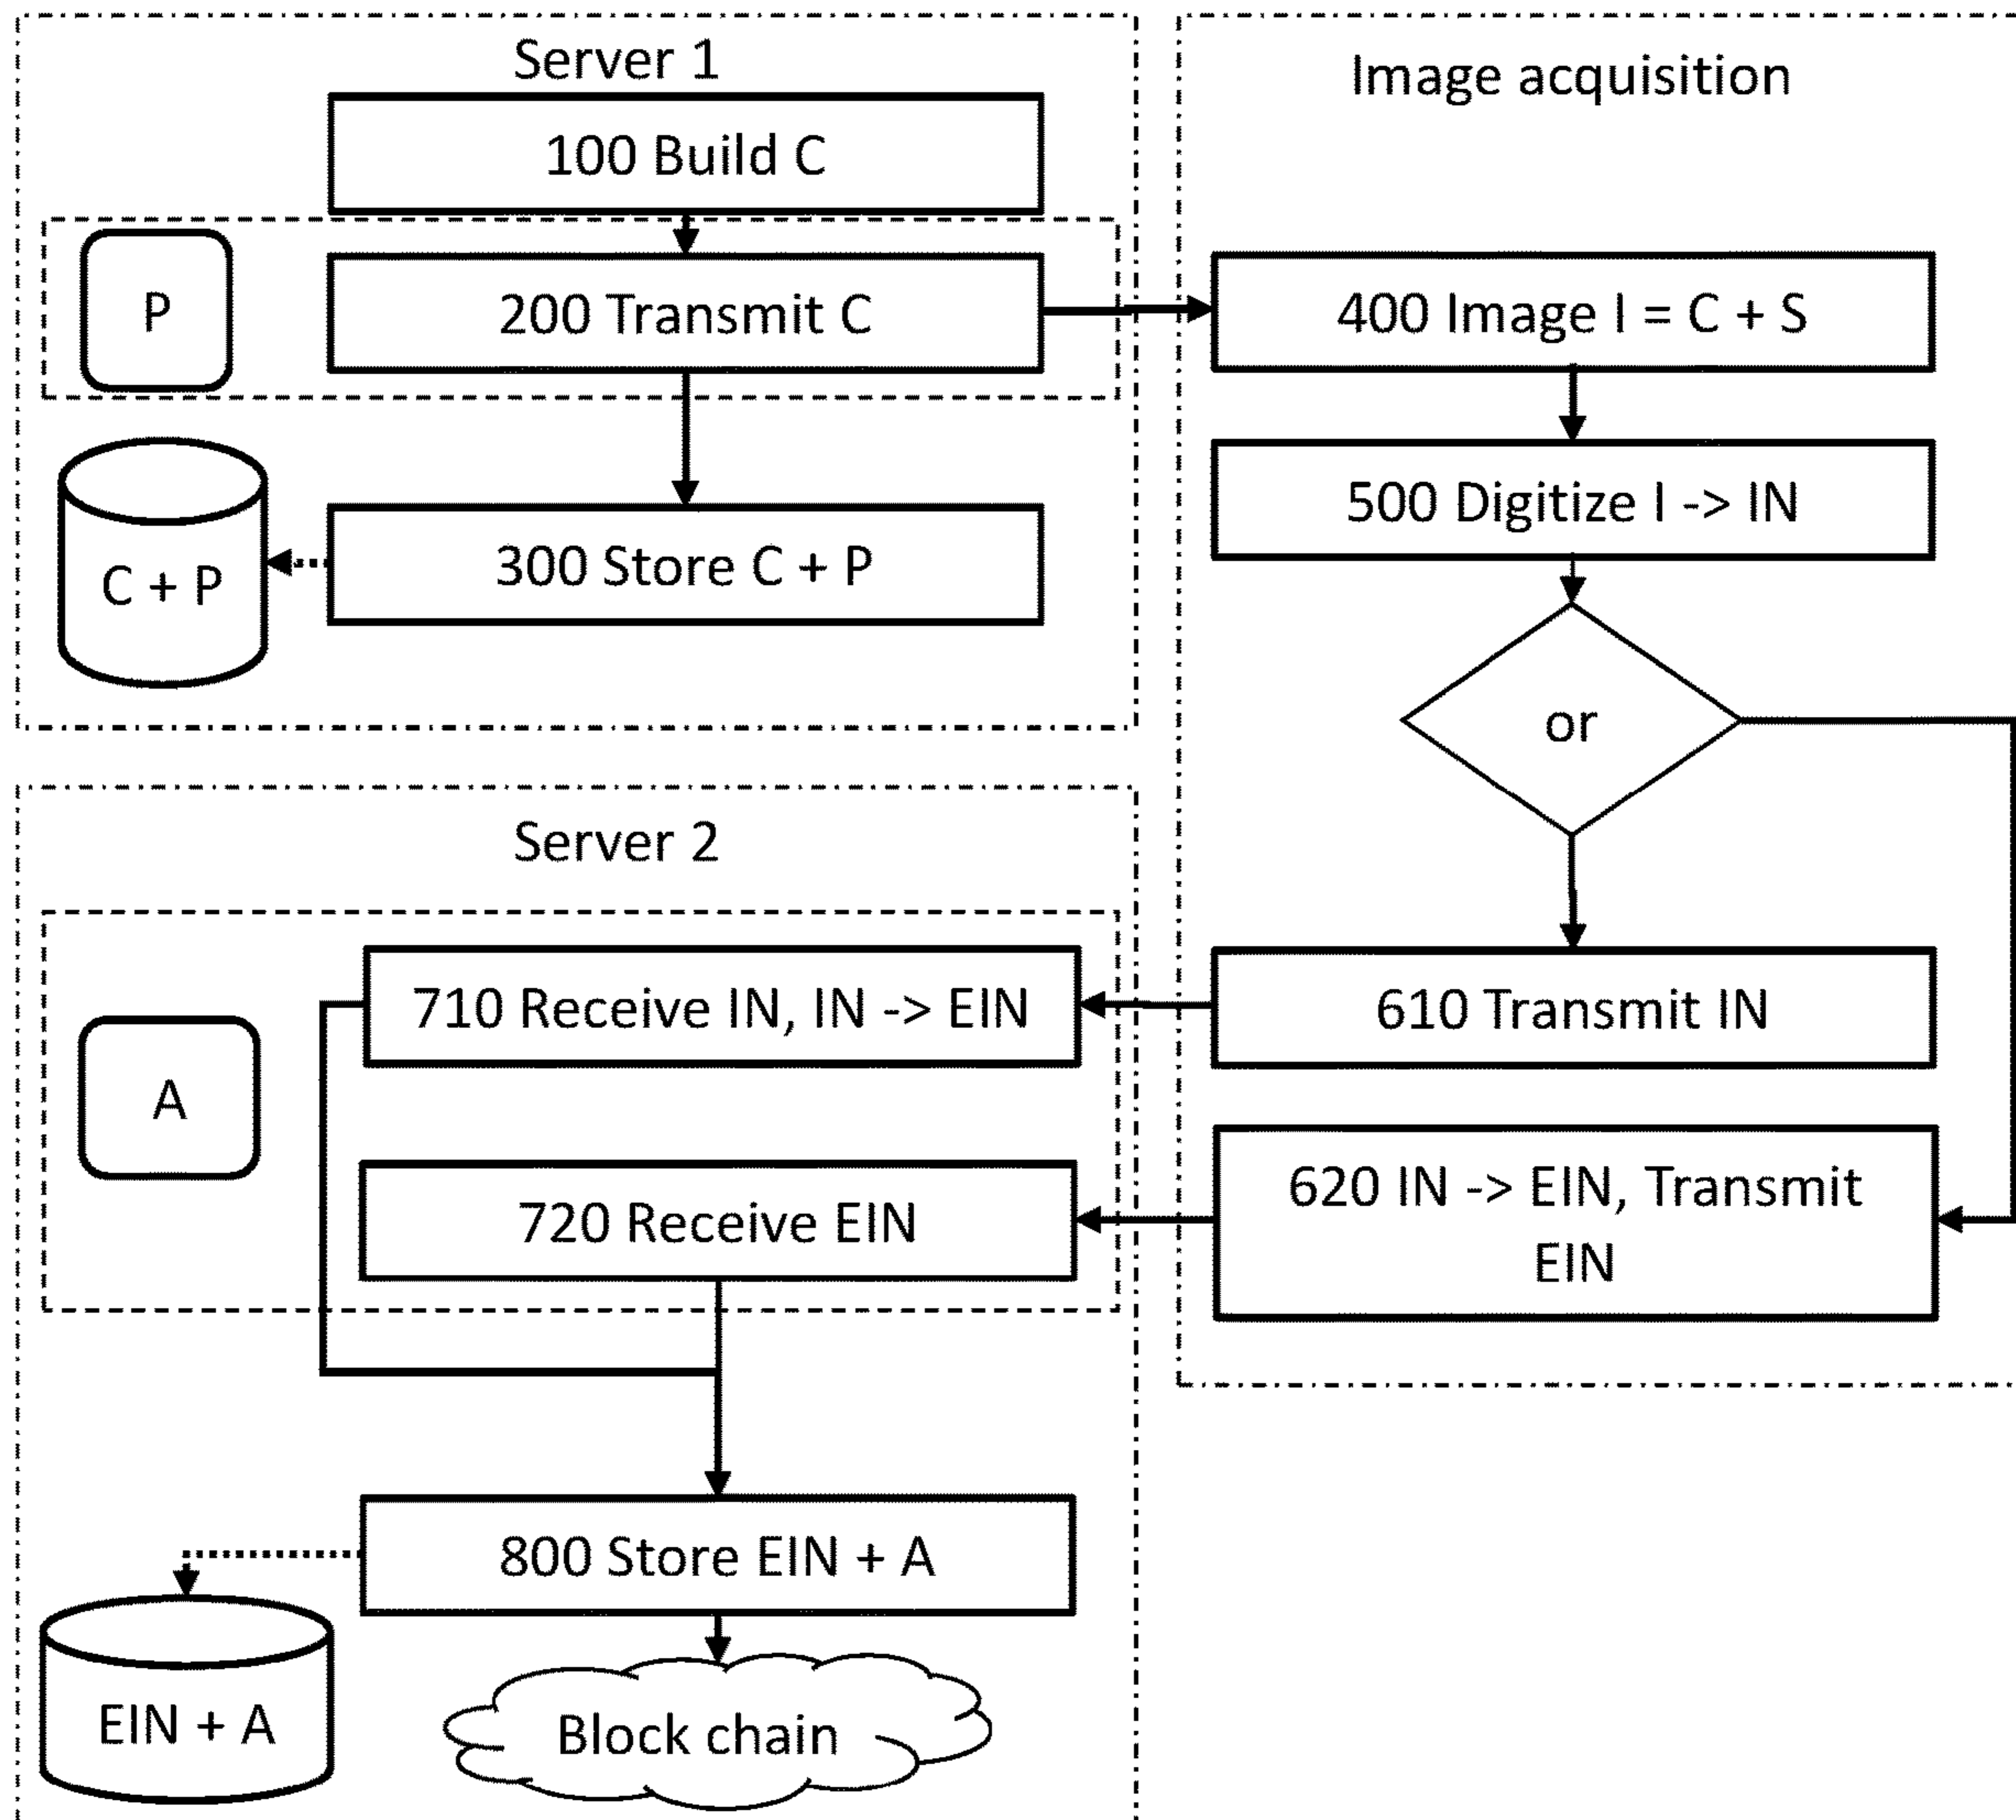 Server 1
100 Build C
P
200 Transmit C
300 Store C + P
C + P
Image acquisition
400 Image I = C + S
500 Digitize I -> IN
or
610 Transmit IN
620 IN -> EIN, Transmit
EIN
Server 2
710 Receive IN, IN -> EIN
A
720 Receive EIN
800 Store EIN + A
EIN + A
Block chain